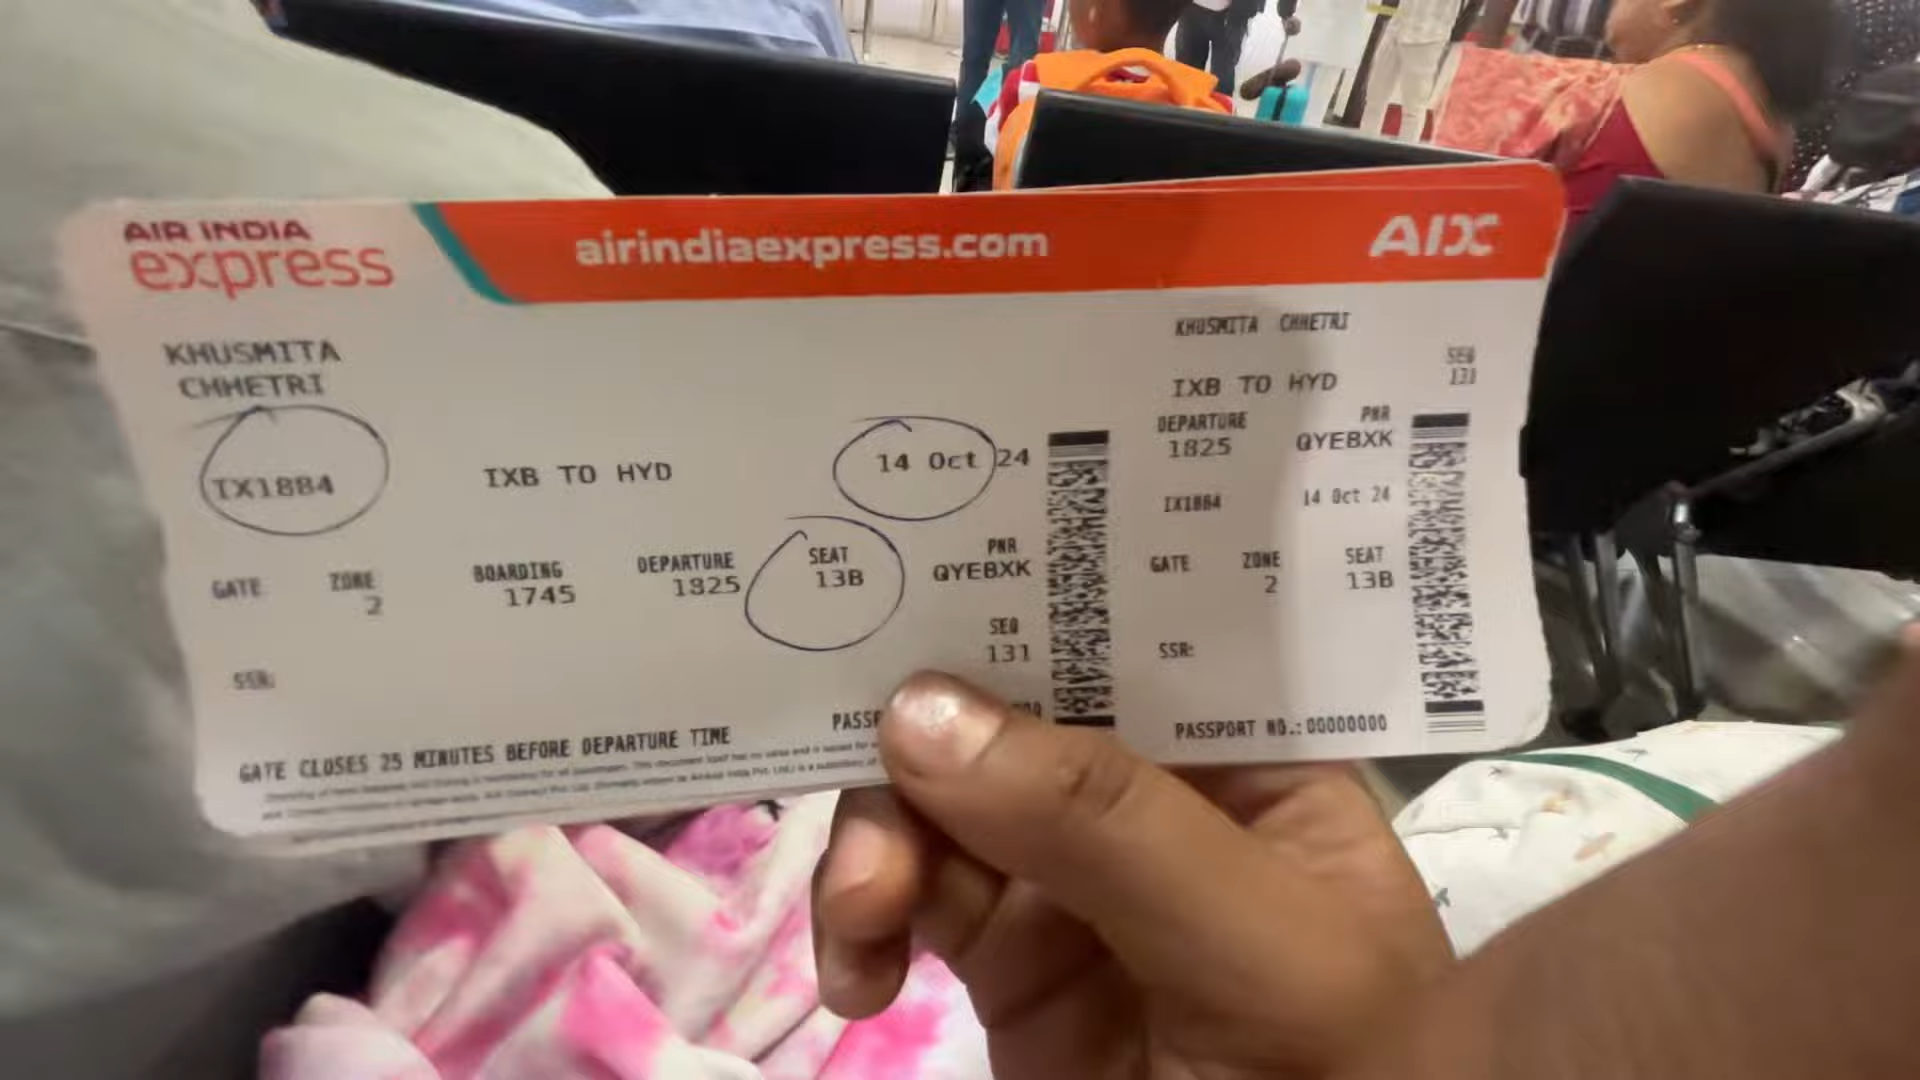 AIR INDIA
express
airindiaexpress.com
AIX
KHUSMITA
CHHETRI
IX1884
IXB TO HYD
14 Oct 24
GATE
ZONE
2
BOARDING
1745
DEPARTURE
1825
SEAT
13B
PNR
QYEBXK
SEQ
131
SSR:
PASSP
GATE CLOSES 25 MINUTES BEFORE DEPARTURE TIME
KHUSMITA CHHETRI
SEQ
131
IXB TO HYD
DEPARTURE
1825
PNR
QYEBXK
IX1884
14 Oct 24
GATE
ZONE
2
SEAT
13B
SSR:
PASSPORT NO.: 00000000